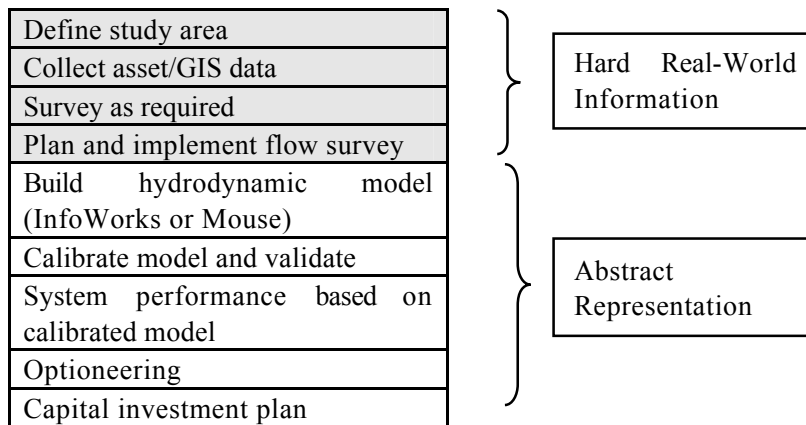 Define study area
Collect asset/GIS data
Survey as required
Plan and implement flow survey
Build hydrodynamic model
(InfoWorks or Mouse)
Calibrate model and validate
System performance based on
calibrated model
Optioneering
Capital investment plan
Hard Real-World
Information
Abstract
Representation